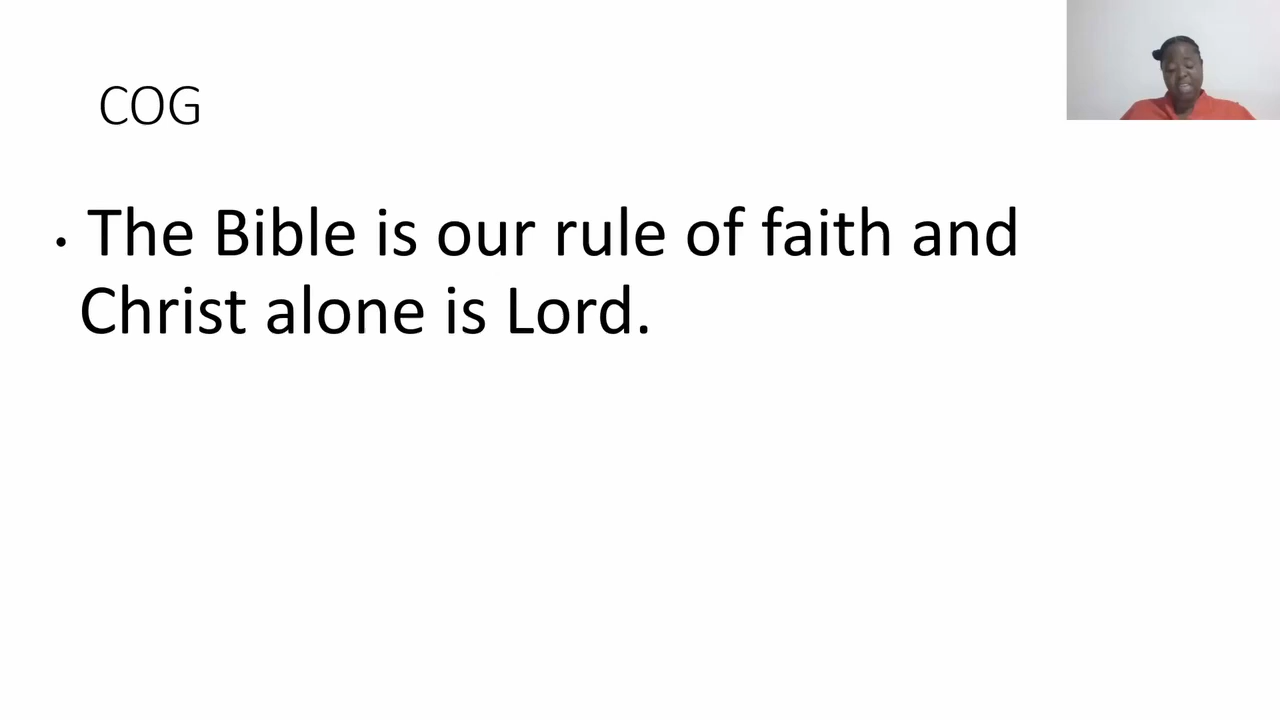 COG
• The Bible is our rule of faith and
Christ alone is Lord.